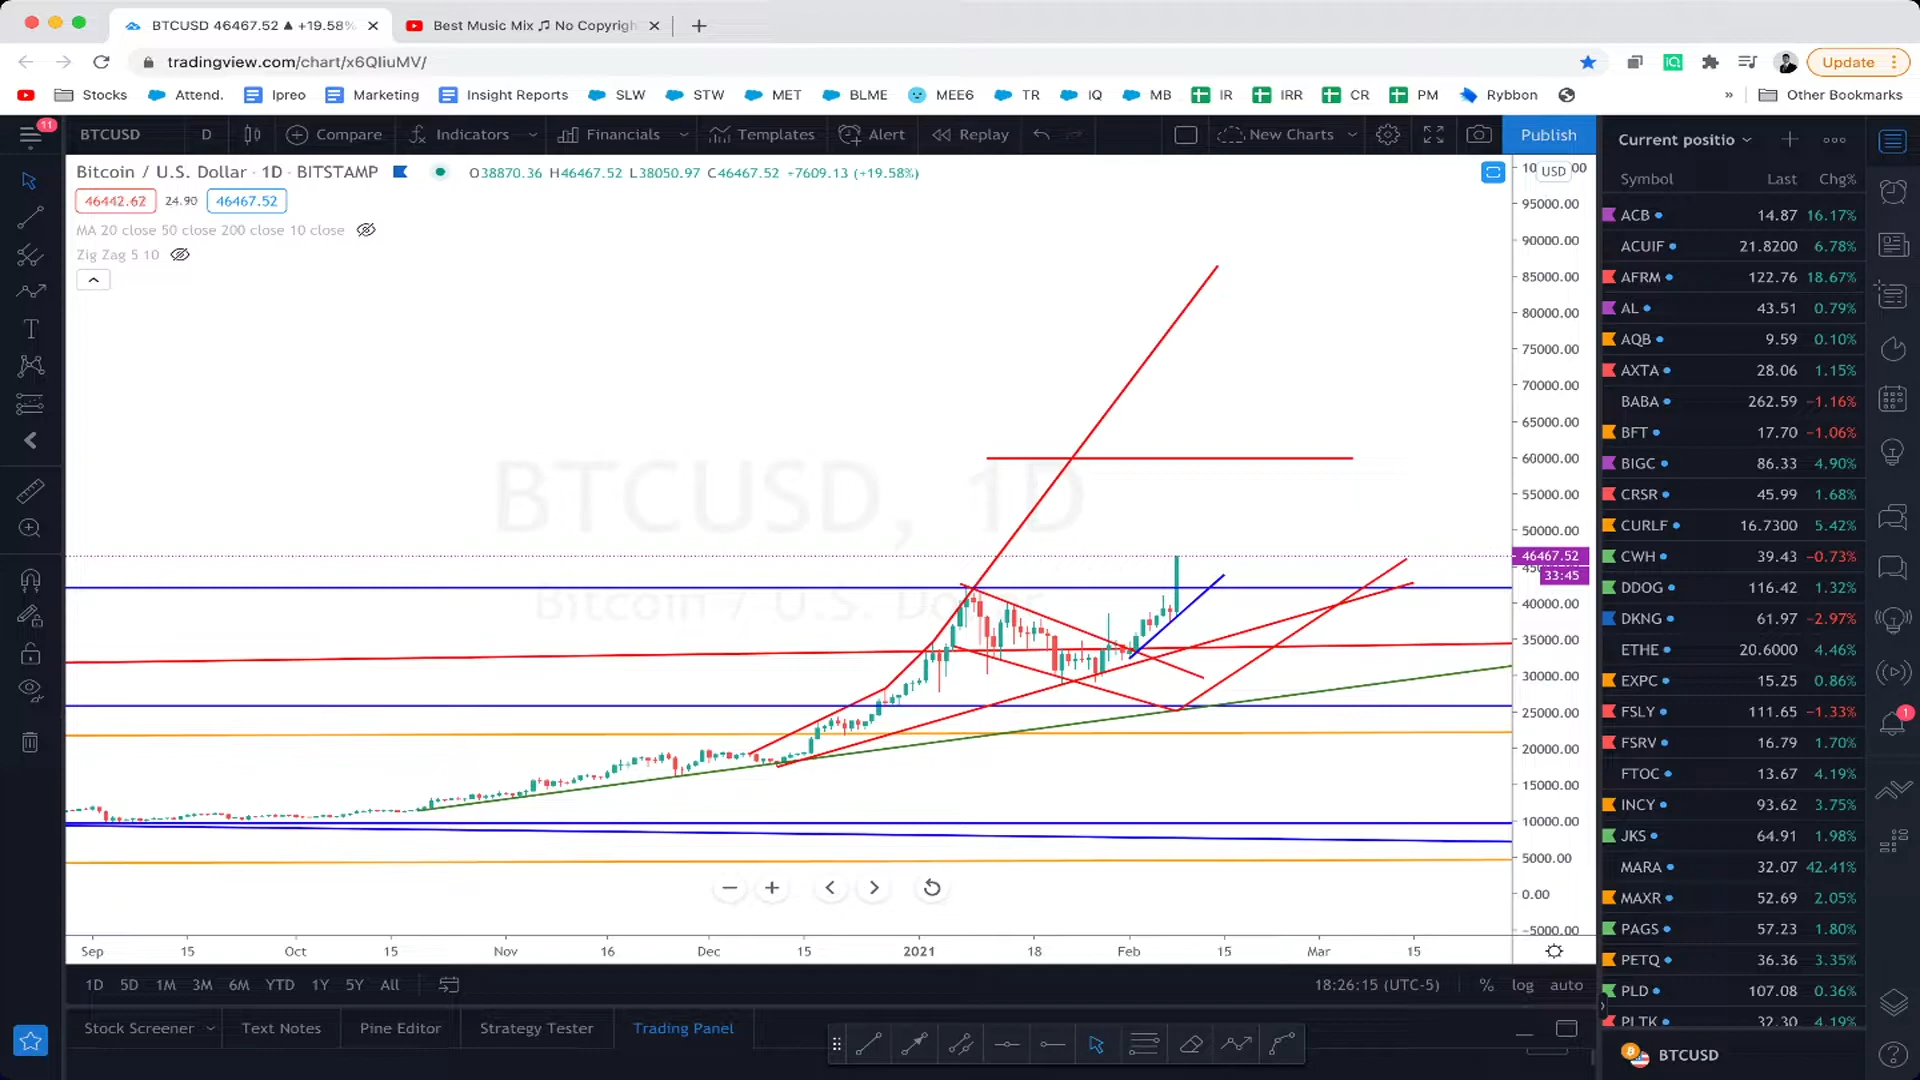 BTCUSD 46467.52 ▲ +19.58%
Best Music Mix ♫ No Copyrigh
tradingview.com/chart/x6QIiuMV/
Update
Stocks Attend. Ipreo Marketing Insight Reports SLW STW MET BLME MEE6 TR IQ MB IR IRR CR PM Rybbon » Other Bookmarks
11
BTCUSD D Compare Indicators Financials Templates Alert Replay New Charts Publish
Bitcoin / U.S. Dollar · 1D · BITSTAMP O38870.36 H46467.52 L38050.97 C46467.52 +7609.13 (+19.58%)
46442.62 24.90 46467.52
MA 20 close 50 close 200 close 10 close
Zig Zag 5 10
BTCUSD, 1D
Bitcoin / U.S. Do
USD
95000.00
90000.00
85000.00
80000.00
75000.00
70000.00
65000.00
60000.00
55000.00
50000.00
46467.52
33:45
40000.00
35000.00
30000.00
25000.00
20000.00
15000.00
10000.00
5000.00
0.00
-5000.00
Sep 15 Oct 15 Nov 16 Dec 15 2021 18 Feb 15 Mar 15
1D 5D 1M 3M 6M YTD 1Y 5Y All 18:26:15 (UTC-5) % log auto
Stock Screener Text Notes Pine Editor Strategy Tester Trading Panel
Current positio
Symbol Last Chg%
ACB 14.87 16.17%
ACUIF 21.8200 6.78%
AFRM 122.76 18.67%
AL 43.51 0.79%
AQB 9.59 0.10%
AXTA 28.06 1.15%
BABA 262.59 −1.16%
BFT 17.70 −1.06%
BIGC 86.33 4.90%
CRSR 45.99 1.68%
CURLF 16.7300 5.42%
CWH 39.43 −0.73%
DDOG 116.42 1.32%
DKNG 61.97 −2.97%
ETHE 20.6000 4.46%
EXPC 15.25 0.86%
FSLY 111.65 −1.33%
FSRV 16.79 1.70%
FTOC 13.67 4.19%
INCY 93.62 3.75%
JKS 64.91 1.98%
MARA 32.07 42.41%
MAXR 52.69 2.05%
PAGS 57.23 1.80%
PETQ 36.36 3.35%
PLD 107.08 0.36%
PLTK 32.30 4.19%
BTCUSD
1